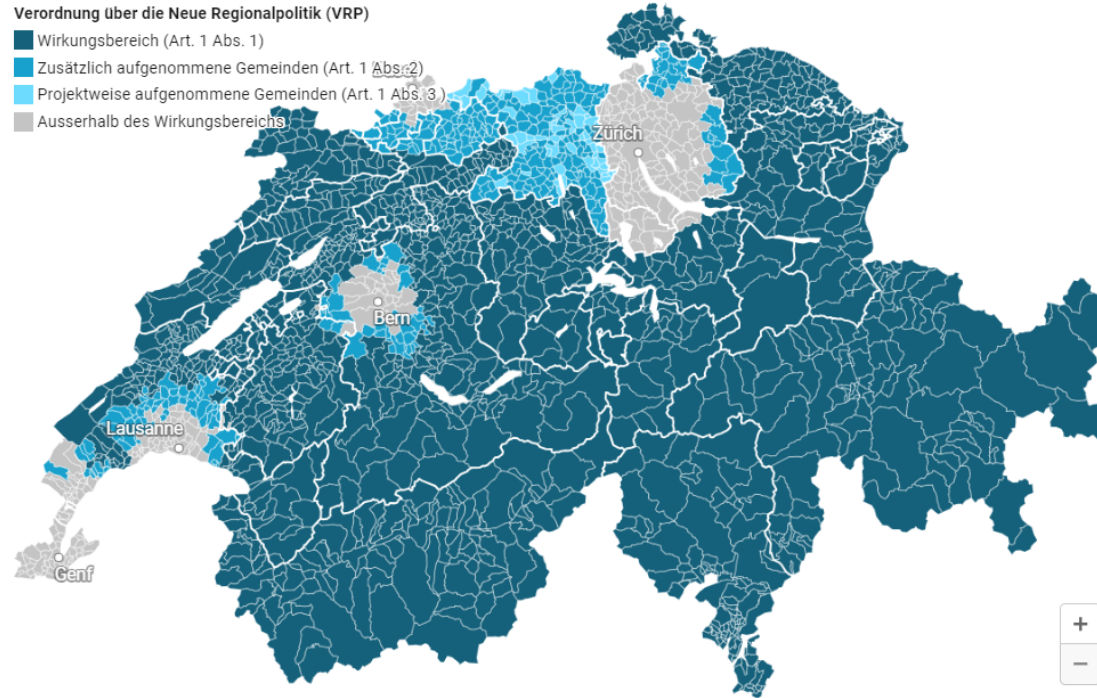 Verordnung über die Neue Regionalpolitik (VRP)
Wirkungsbereich (Art. 1 Abs. 1)
Zusätzlich aufgenommene Gemeinden (Art. 1 Abs. 2)
Projektweise aufgenommene Gemeinden (Art. 1 Abs. 3 )
Ausserhalb des Wirkungsbereichs
Zürich
Bern
Lausanne
Genf
+
−